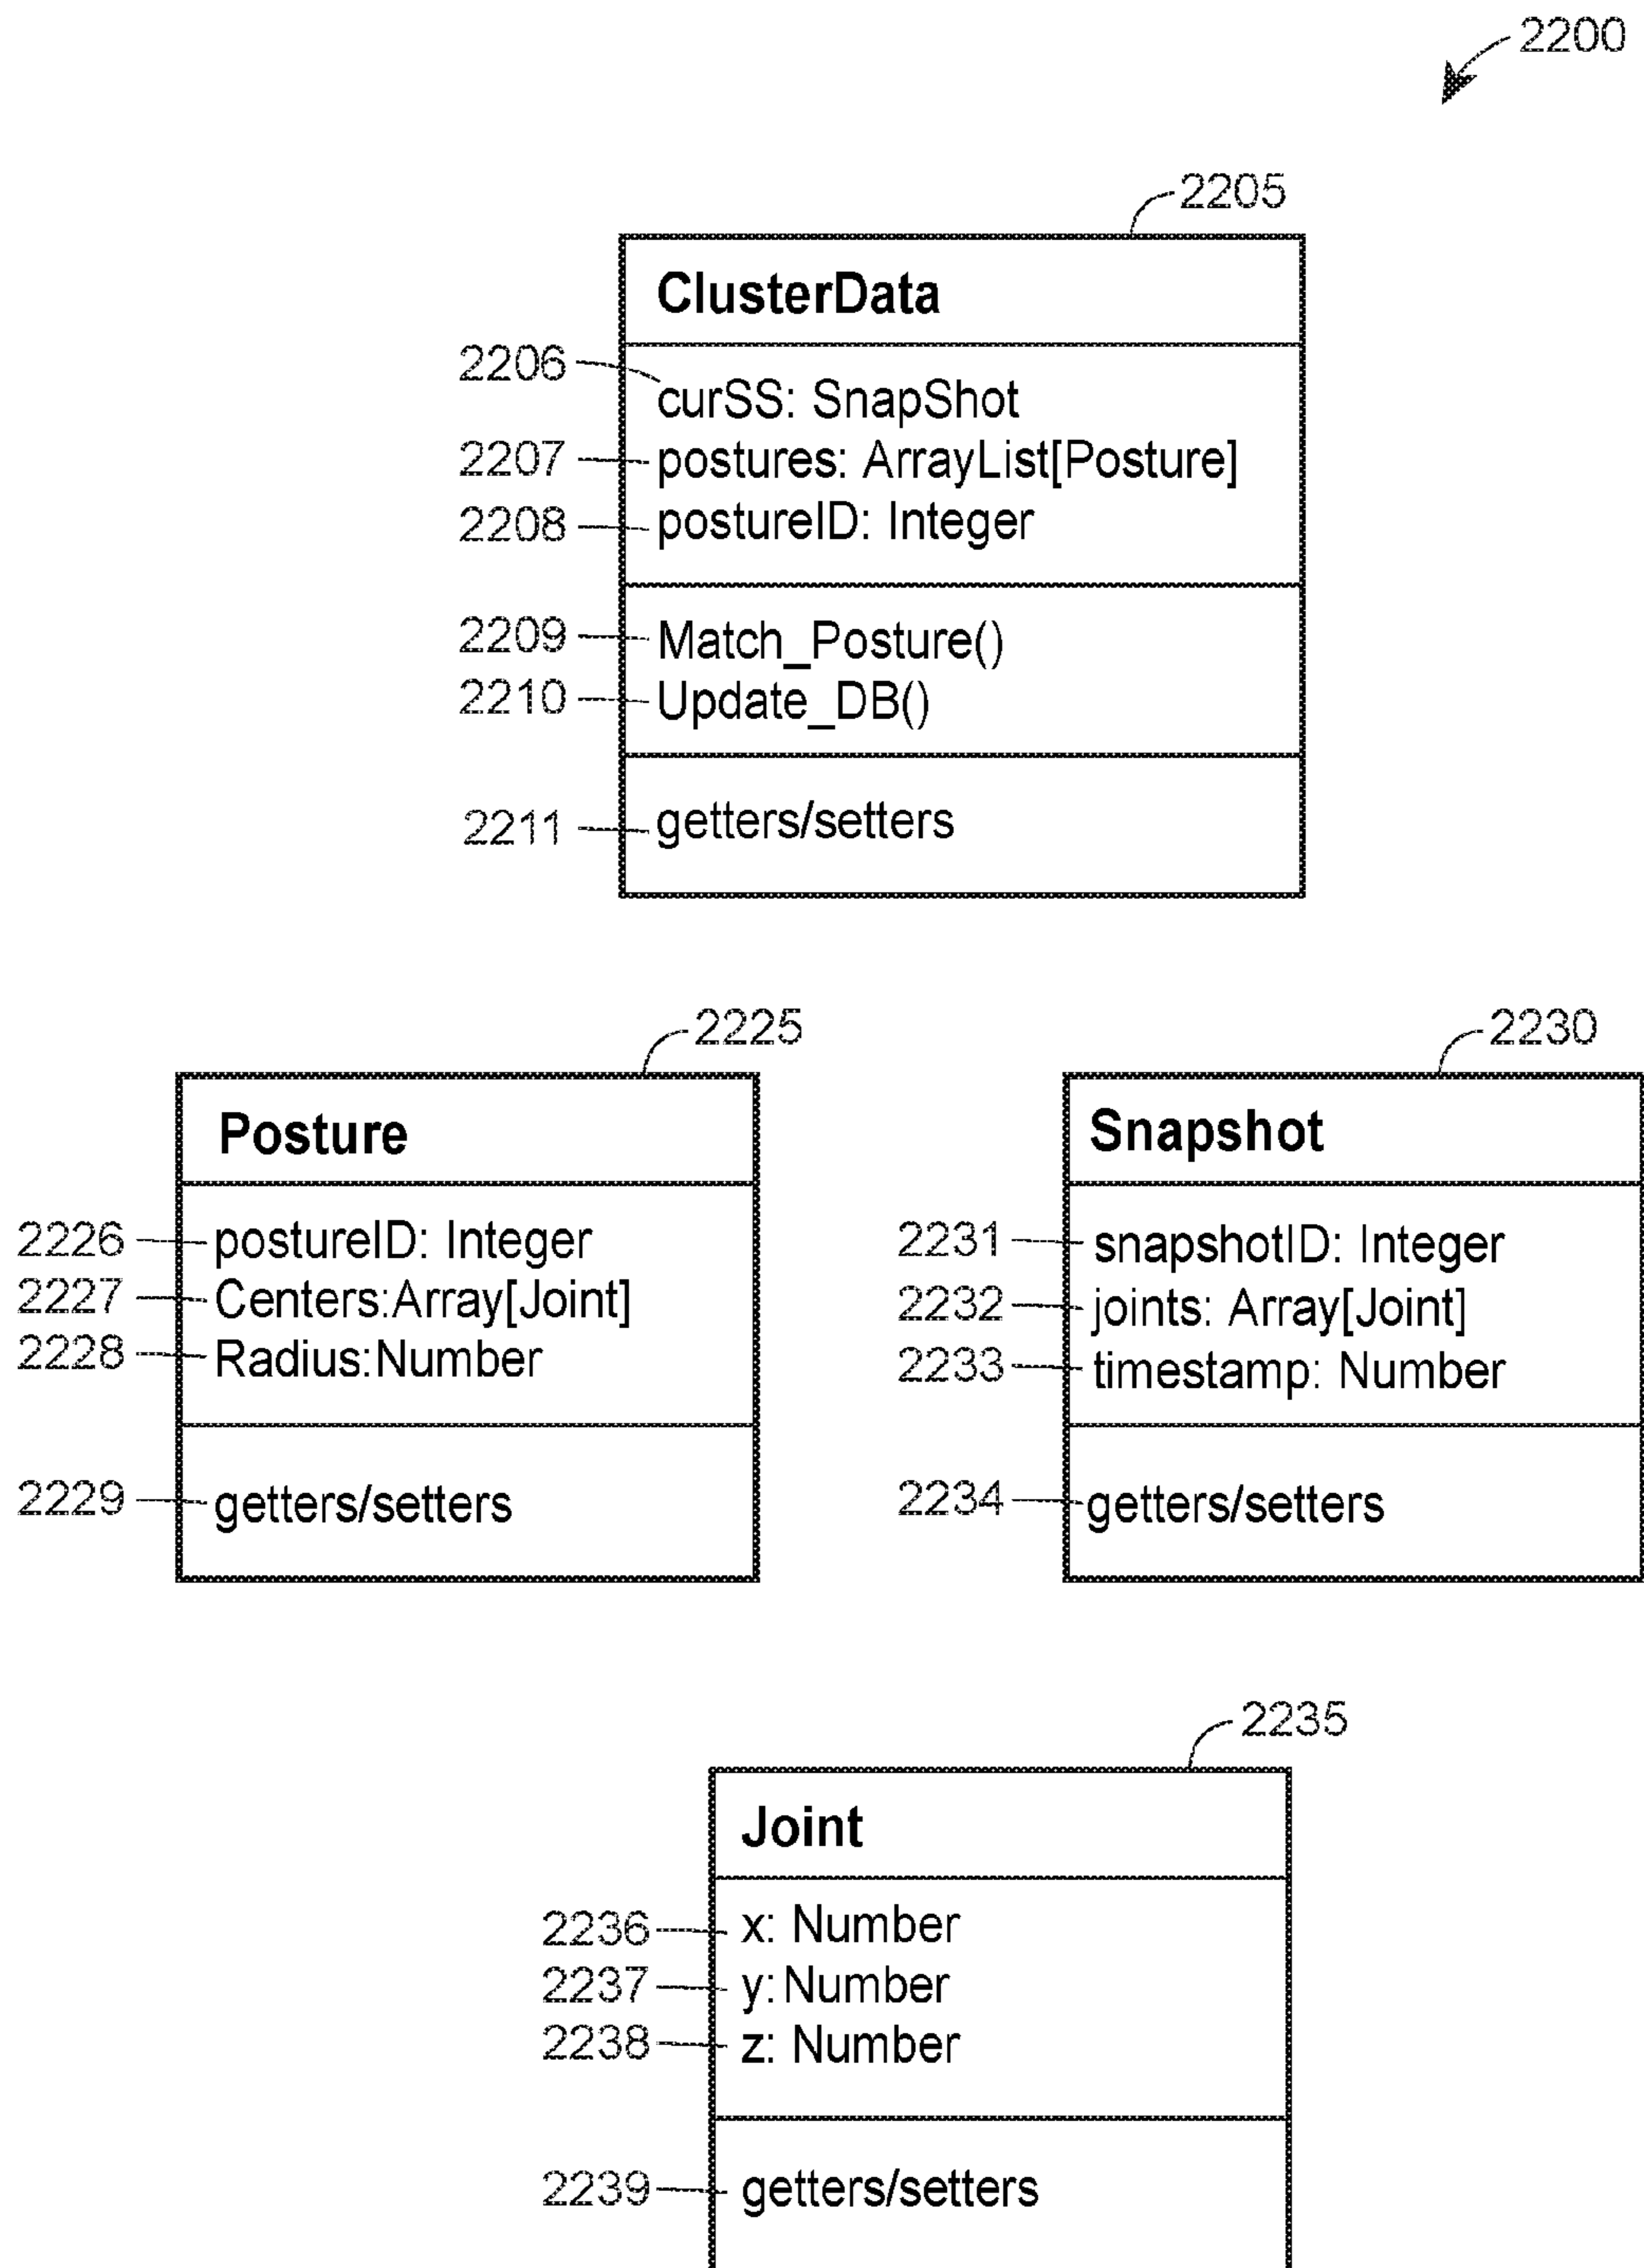 2200
2205
ClusterData
2206 curSS: SnapShot
2207 postures: ArrayList[Posture]
2208 postureID: Integer
2209 Match_Posture()
2210 Update_DB()
2211 getters/setters
2225
Posture
2226 postureID: Integer
2227 Centers:Array[Joint]
2228 Radius:Number
2229 getters/setters
2230
Snapshot
2231 snapshotID: Integer
2232 joints: Array[Joint]
2233 timestamp: Number
2234 getters/setters
2235
Joint
2236 x: Number
2237 y: Number
2238 z: Number
2239 getters/setters